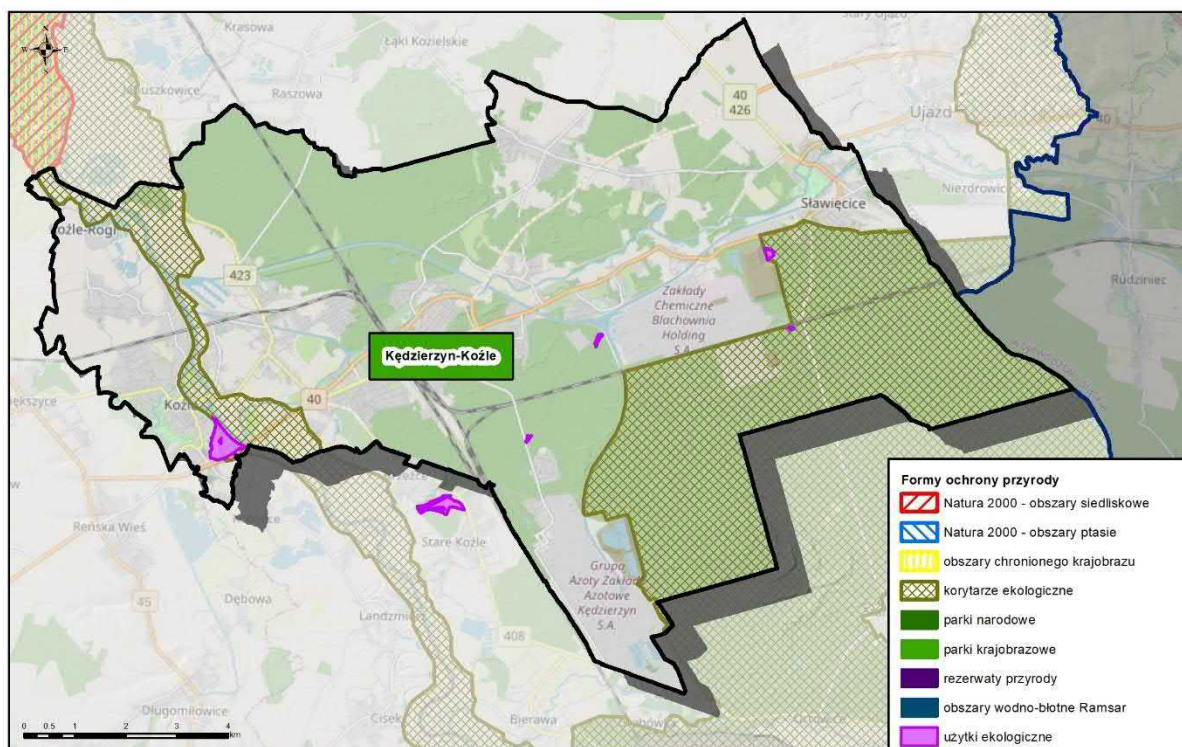 N
W
E
S
Krasowa
Łąki Kozielskie
Stary Ujazd
Raszowa
40
426
Ujazd
40
Niezdrowice
Sławięcice
Koźle-Rogi
423
Rudziniec
Zakłady
Chemiczne
Blachownia
Holding
S.A.
Kędzierzyn-Koźle
40
Reńska Wieś
Stare Koźle
Grupa
Azoty Zakłady
Azotowe
Kędzierzyn
S.A.
45
Dębowa
Landzmierz
408
Długomiłowice
Cisek
Bierawa
0 0.5 1 2 3 4
km
Formy ochrony przyrody
Natura 2000 - obszary siedliskowe
Natura 2000 - obszary ptasie
obszary chronionego krajobrazu
korytarze ekologiczne
parki narodowe
parki krajobrazowe
rezerwaty przyrody
obszary wodno-błotne Ramsar
użytki ekologiczne